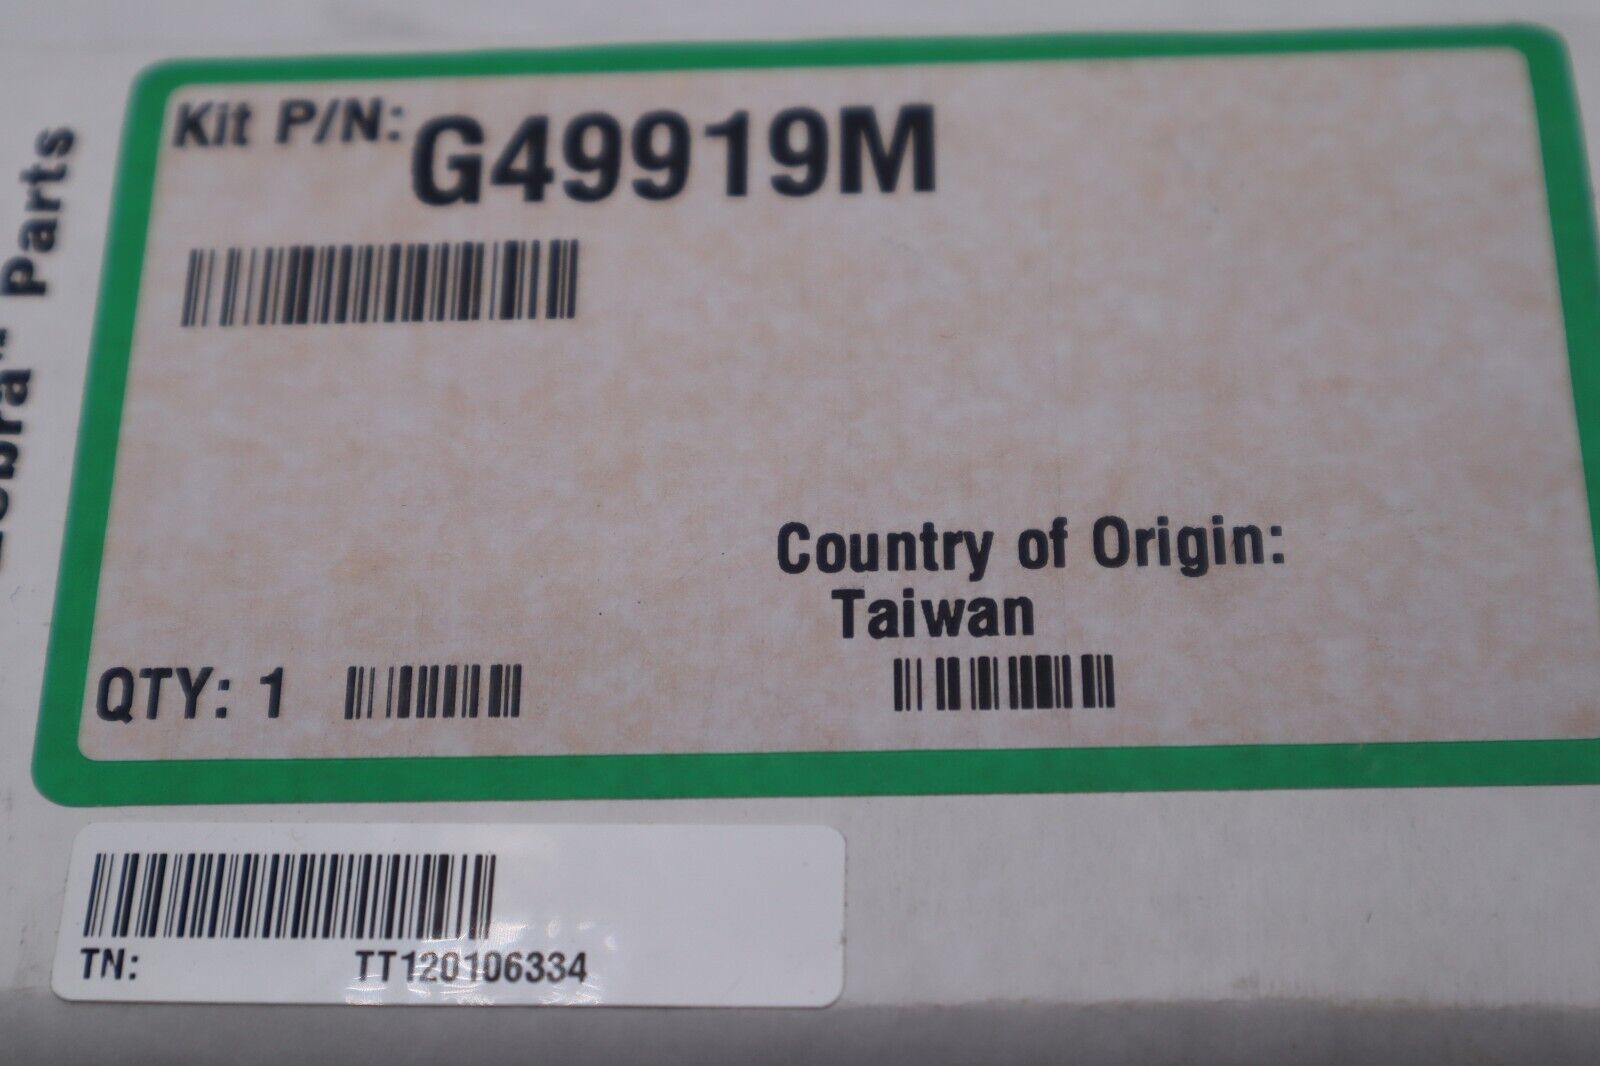 Parts
Kit P/N: G49919M
Country of Origin:
Taiwan
QTY: 1
TN: TT120106334